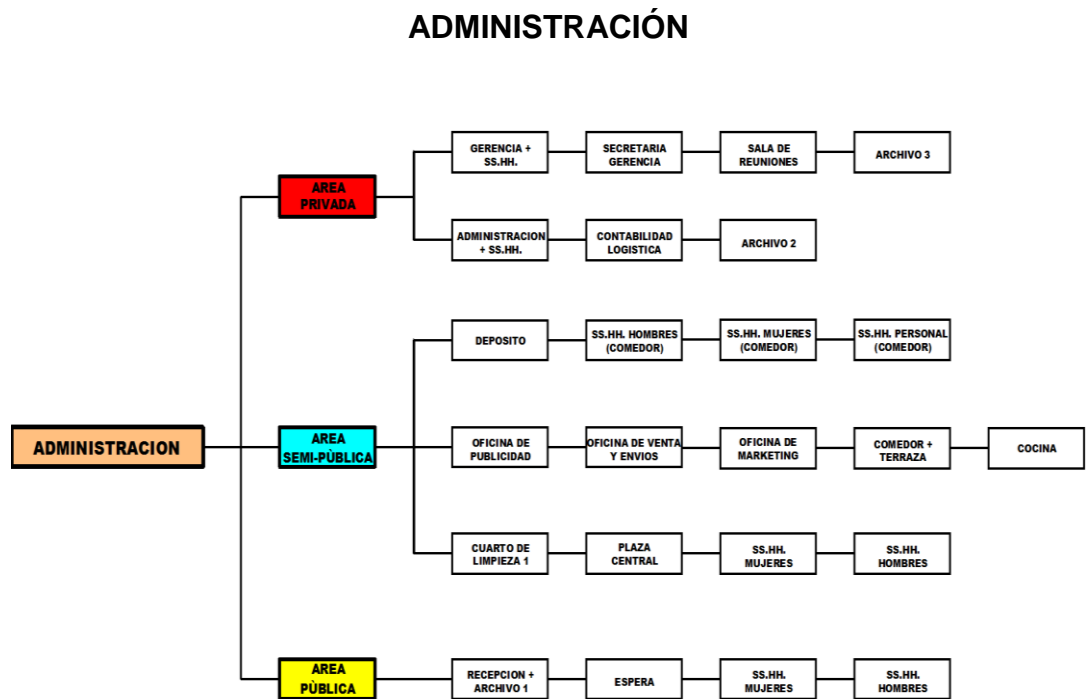 ADMINISTRACIÓN
GERENCIA +
SS.HH.
SECRETARIA
GERENCIA
SALA DE
REUNIONES
ARCHIVO 3
AREA
PRIVADA
ADMINISTRACION
+ SS.HH.
CONTABILIDAD
LOGISTICA
ARCHIVO 2
DEPOSITO
SS.HH. HOMBRES
(COMEDOR)
SS.HH. MUJERES
(COMEDOR)
SS.HH. PERSONAL
(COMEDOR)
ADMINISTRACION
AREA
SEMI-PÙBLICA
OFICINA DE
PUBLICIDAD
OFICINA DE VENTA
Y ENVIOS
OFICINA DE
MARKETING
COMEDOR +
TERRAZA
COCINA
CUARTO DE
LIMPIEZA 1
PLAZA
CENTRAL
SS.HH.
MUJERES
SS.HH.
HOMBRES
AREA
PÙBLICA
RECEPCION +
ARCHIVO 1
ESPERA
SS.HH.
MUJERES
SS.HH.
HOMBRES